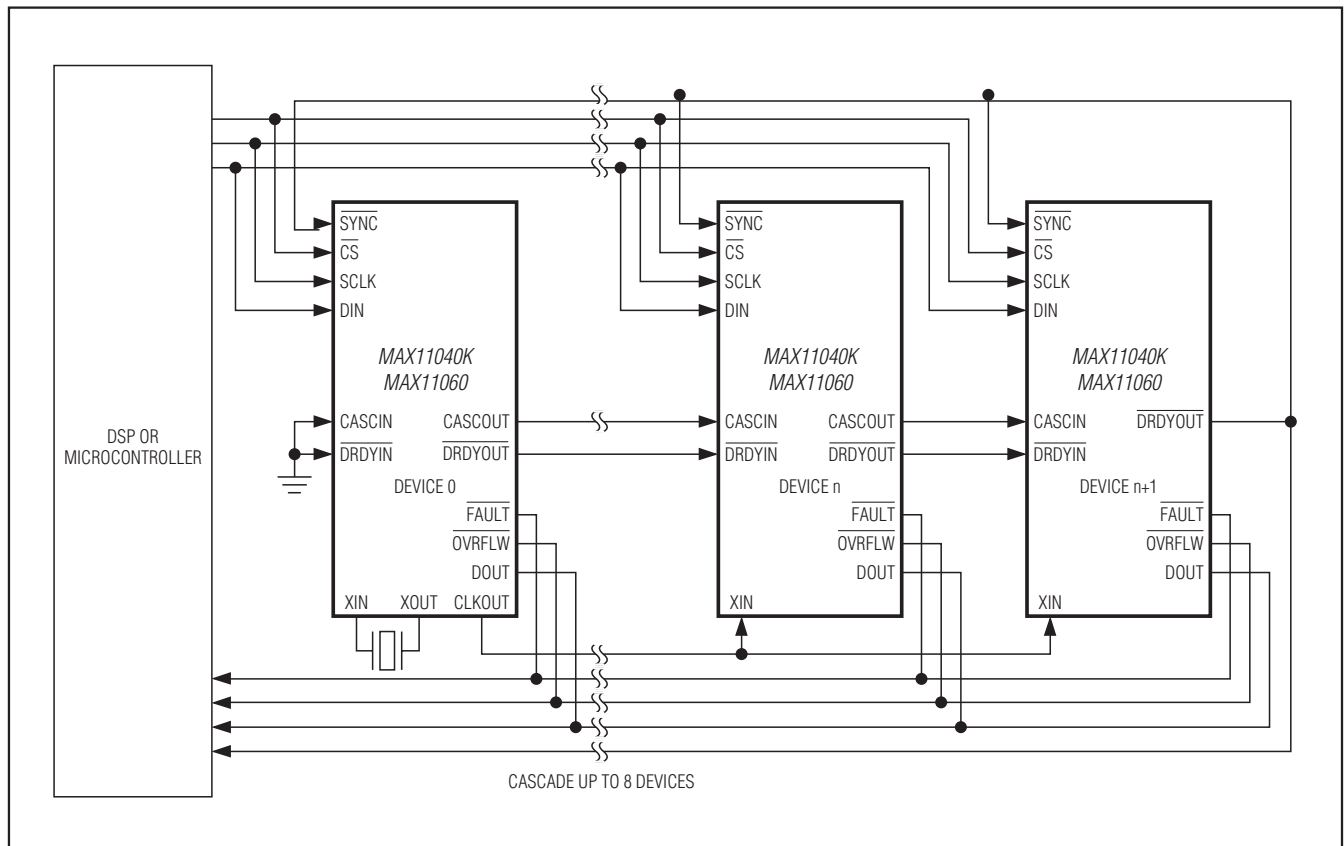 DSP OR
MICROCONTROLLER
SYNC
CS
SCLK
DIN
MAX11040K
MAX11060
CASCIN
CASCOUT
DRDYIN
DRDYOUT
DEVICE 0
FAULT
OVRFLW
DOUT
XIN
XOUT
CLKOUT
SYNC
CS
SCLK
DIN
MAX11040K
MAX11060
CASCIN
CASCOUT
DRDYIN
DRDYOUT
DEVICE n
FAULT
OVRFLW
DOUT
XIN
SYNC
CS
SCLK
DIN
MAX11040K
MAX11060
CASCIN
DRDYOUT
DRDYIN
DEVICE n+1
FAULT
OVRFLW
DOUT
XIN
CASCADE UP TO 8 DEVICES